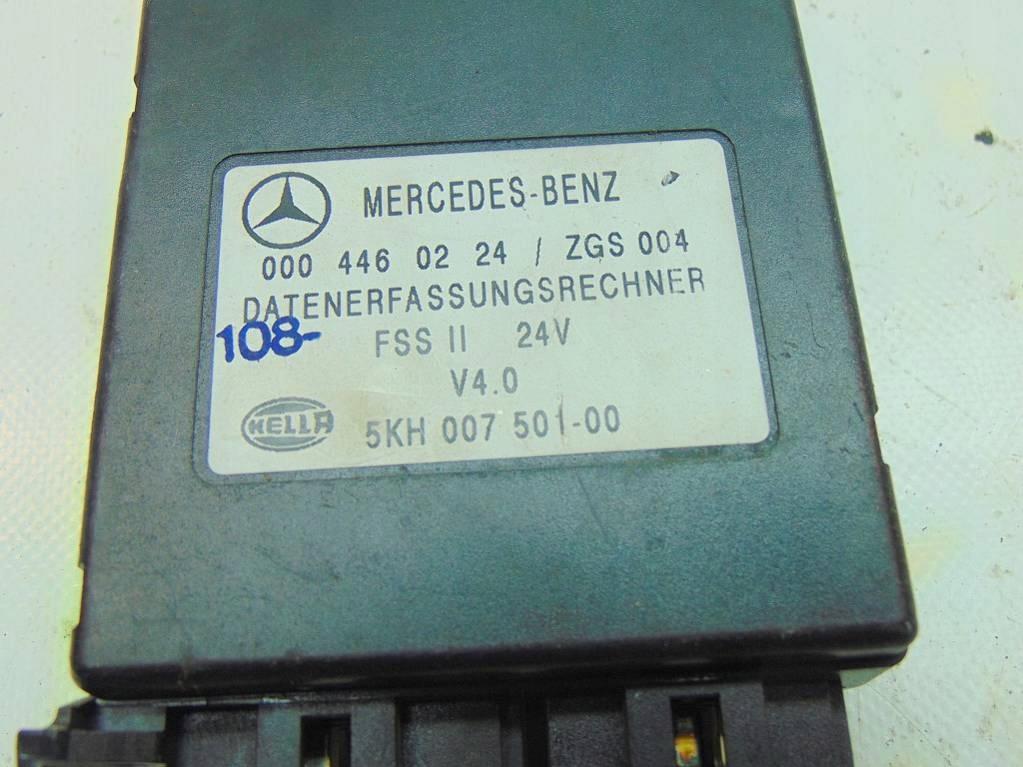 MERCEDES-BENZ
000 446 02 24 / ZGS 004
DATENERFASSUNGSRECHNER
108-
FSS II 24V
V4.0
HELLA
5KH 007 501-00